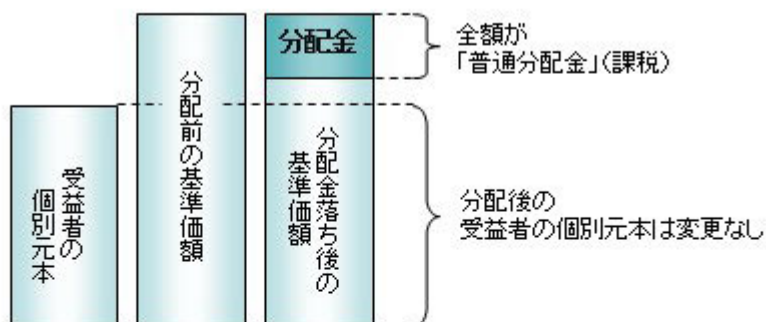 受益者の
個別元本
分配前の基準価額
分配金
分配金落ち後の
基準価額
全額が
「普通分配金」(課税)
分配後の
受益者の個別元本は変更なし